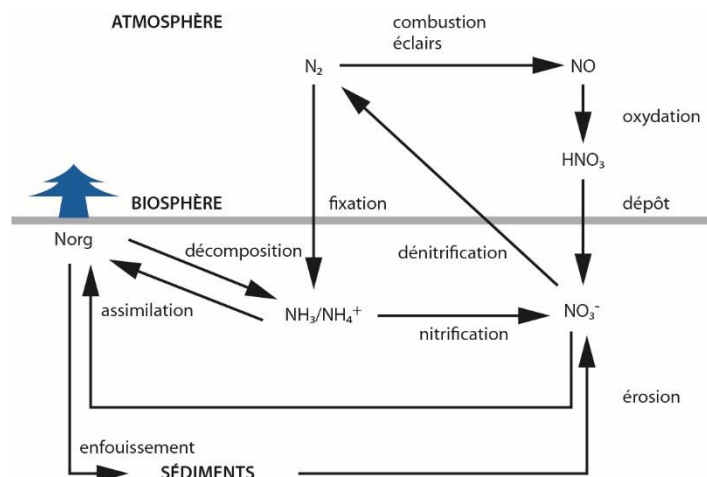 ATMOSPHÈRE
combustion
éclairs
N₂
NO
oxydation
HNO₃
BIOSPHÈRE
fixation
dépôt
Norg
décomposition
dénitrification
assimilation
NH₃/NH₄⁺
nitrification
NO₃⁻
érosion
enfouissement
SÉDIMENTS